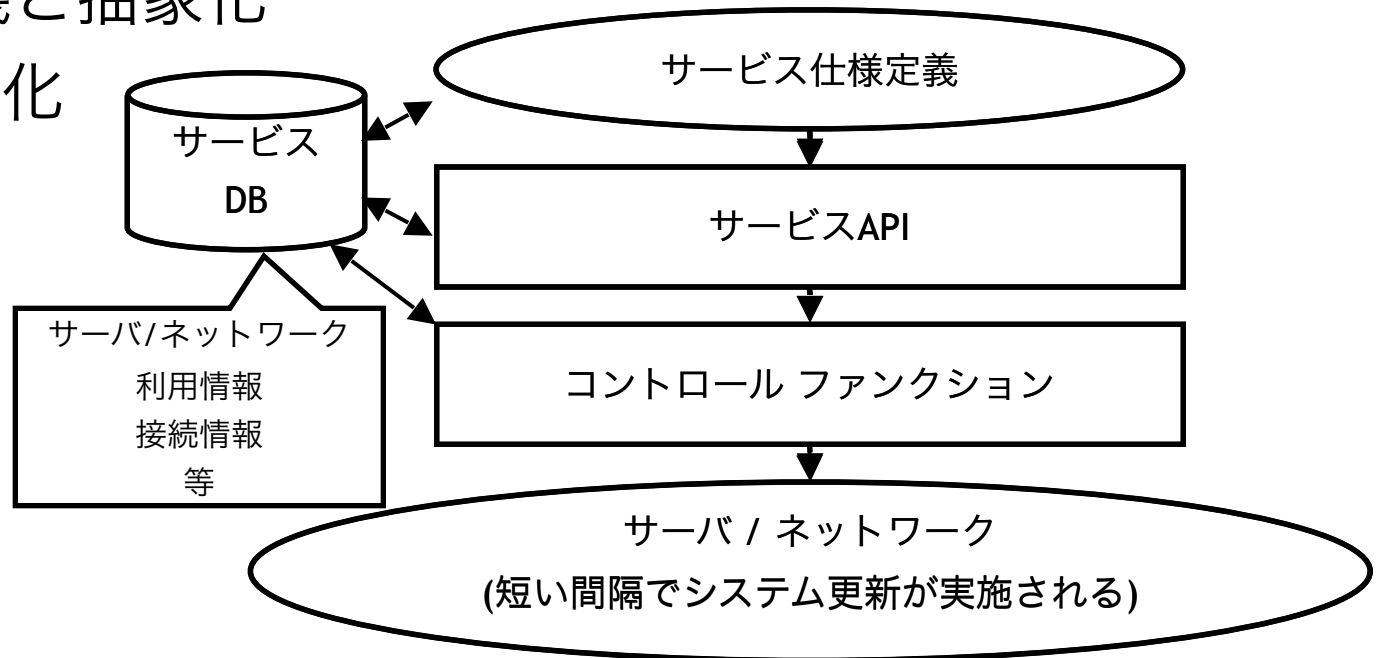 と抽象化
化
サービス仕様定義
サービス
DB
サービスAPI
サーバ/ネットワーク
利用情報
接続情報
等
コントロール ファンクション
サーバ / ネットワーク
(短い間隔でシステム更新が実施される)